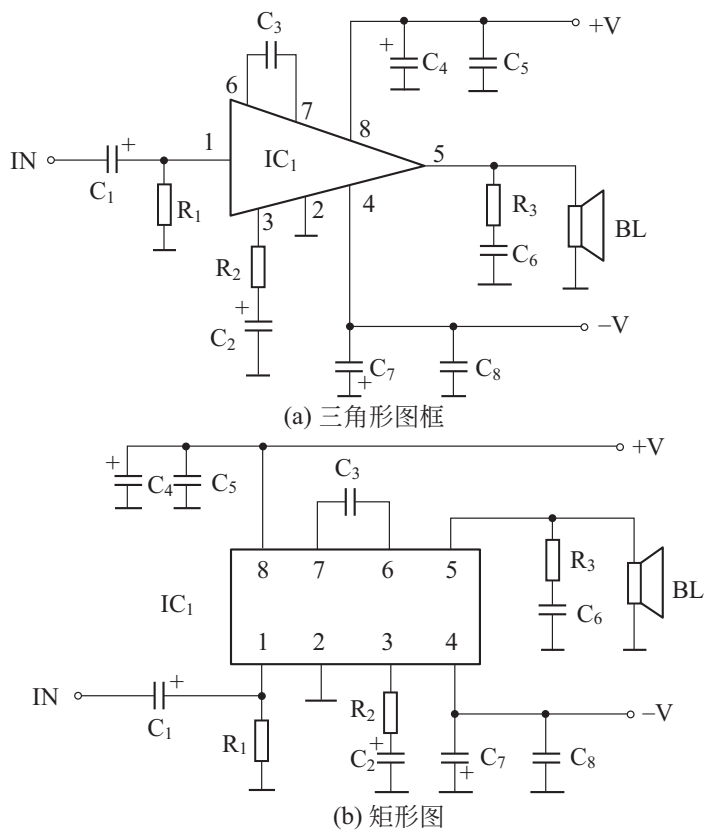 C₃
+
C₄
C₅
+V
6
7
8
IN
+
C₁
R₁
1
IC₁
5
3
2
4
R₂
+
C₂
R₃
C₆
BL
−V
C₇
+
C₈
(a) 三角形图框
+
C₄
C₅
C₃
+V
8
7
6
5
IC₁
R₃
C₆
BL
1
2
3
4
IN
+
C₁
R₁
R₂
+
C₂
C₇
+
C₈
−V
(b) 矩形图